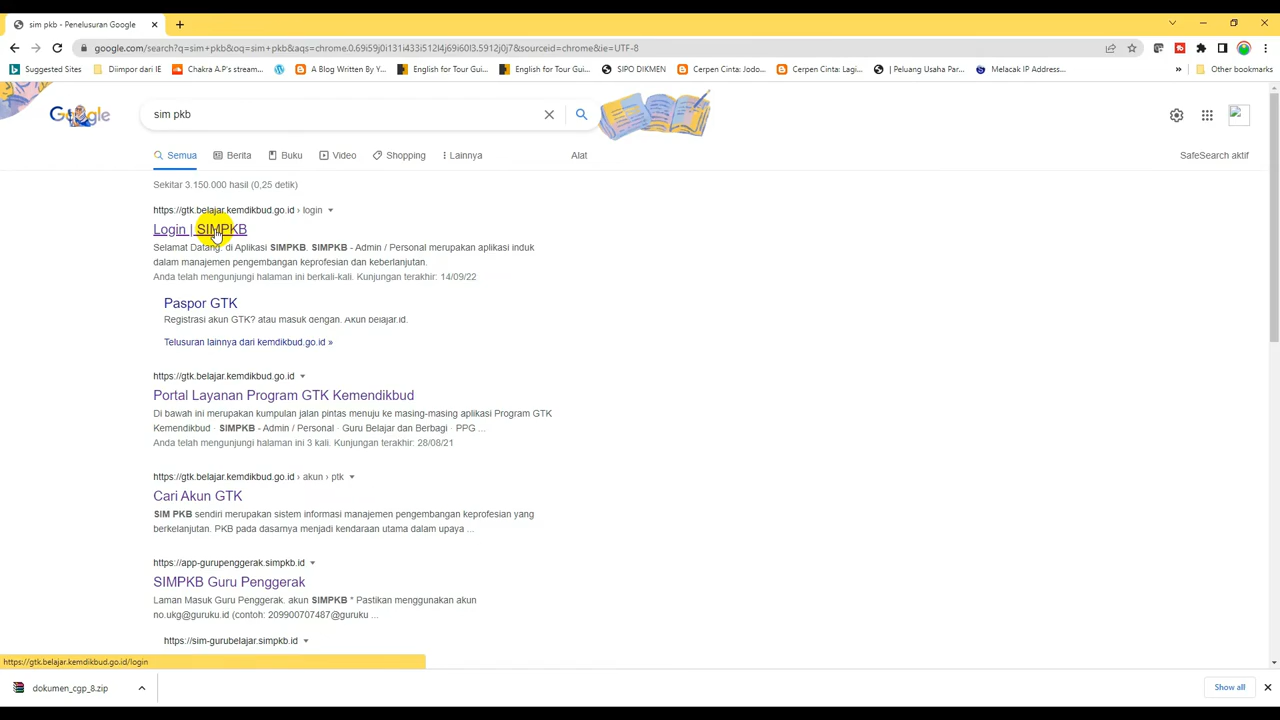 sim pkb - Penelusuran Google
google.com/search?q=sim+pkb&oq=sim+pkb&aqs=chrome.0.69i59j0i131i433i512l4j69i60l3.5912j0j7&sourceid=chrome&ie=UTF-8
Suggested Sites
Diimpor dari IE
Chakra A.P's stream...
A Blog Written By Y...
English for Tour Gui...
English for Tour Gui...
SIPO DIKMEN
Cerpen Cinta: Jodo...
Cerpen Cinta: Lagi...
| Peluang Usaha Par...
Melacak IP Address...
»
Other bookmarks
Google
sim pkb
Semua
Berita
Buku
Video
Shopping
Lainnya
Alat
SafeSearch aktif
Sekitar 3.150.000 hasil (0,25 detik)
https://gtk.belajar.kemdikbud.go.id › login
Login | SIMPKB
Selamat Datang. di Aplikasi SIMPKB. SIMPKB - Admin / Personal merupakan aplikasi induk
dalam manajemen pengembangan keprofesian dan keberlanjutan.
Anda telah mengunjungi halaman ini berkali-kali. Kunjungan terakhir: 14/09/22
Paspor GTK
Registrasi akun GTK? atau masuk dengan. Akun belajar.id.
Telusuran lainnya dari kemdikbud.go.id »
https://gtk.belajar.kemdikbud.go.id
Portal Layanan Program GTK Kemendikbud
Di bawah ini merupakan kumpulan jalan pintas menuju ke masing-masing aplikasi Program GTK
Kemendikbud · SIMPKB - Admin / Personal · Guru Belajar dan Berbagi · PPG ...
Anda telah mengunjungi halaman ini 3 kali. Kunjungan terakhir: 28/08/21
https://gtk.belajar.kemdikbud.go.id › akun › ptk
Cari Akun GTK
SIM PKB sendiri merupakan sistem informasi manajemen pengembangan keprofesian yang
berkelanjutan. PKB pada dasarnya menjadi kendaraan utama dalam upaya ...
https://app-gurupenggerak.simpkb.id
SIMPKB Guru Penggerak
Laman Masuk Guru Penggerak. akun SIMPKB * Pastikan menggunakan akun
no.ukg@guruku.id (contoh: 209900707487@guruku ...
https://sim-gurubelajar.simpkb.id
https://gtk.belajar.kemdikbud.go.id/login
dokumen_cgp_8.zip
Show all